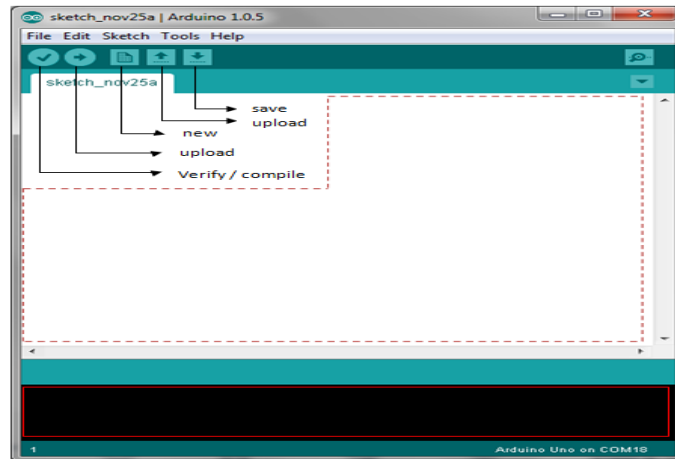 sketch_nov25a | Arduino 1.0.5
File Edit Sketch Tools Help
sketch_nov25a
save
upload
new
upload
Verify / compile
1
Arduino Uno on COM18